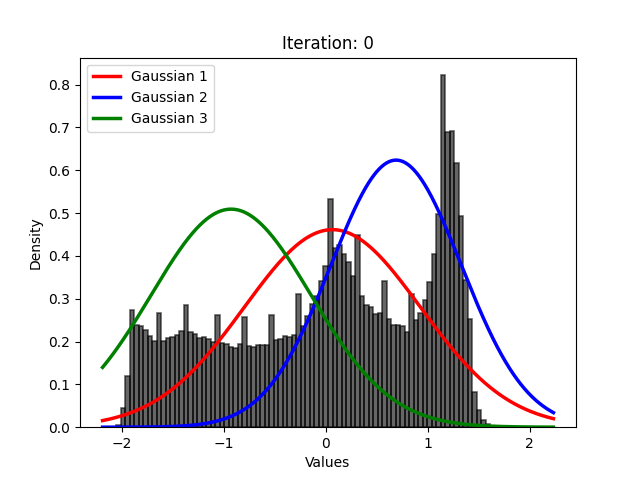 Iteration: 0
Gaussian 1
Gaussian 2
Gaussian 3
Density
0.8
0.7
0.6
0.5
0.4
0.3
0.2
0.1
0.0
−2 −1 0 1 2
Values